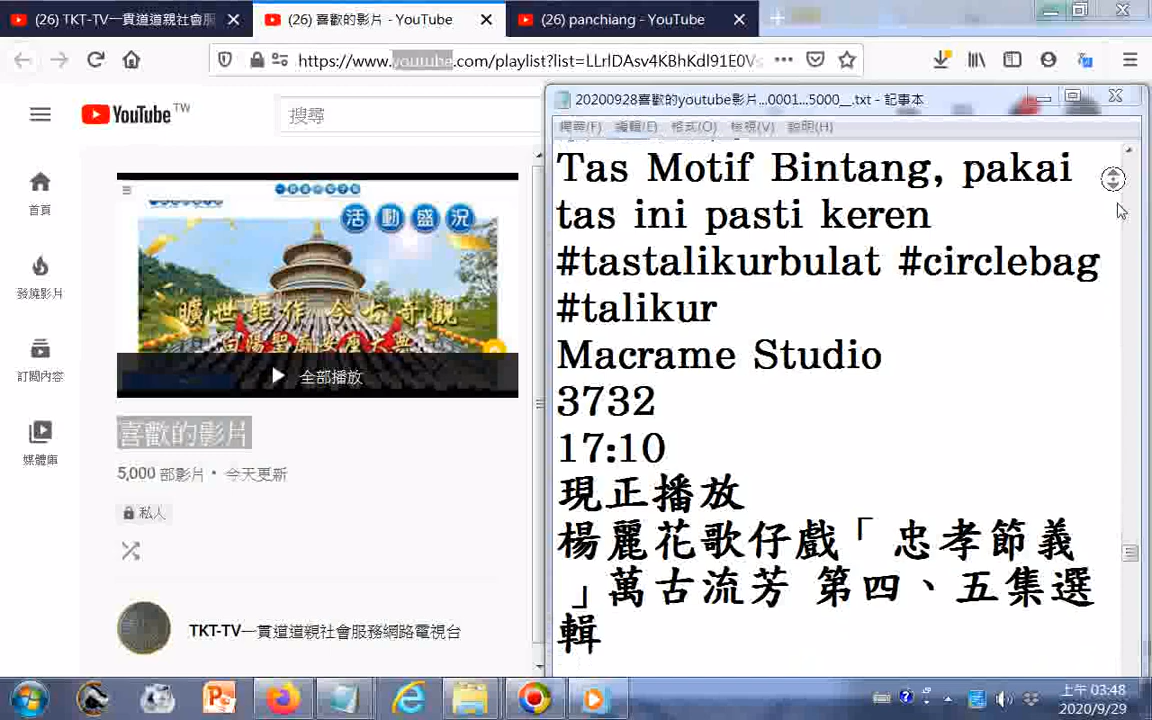 (26) TKT-TV一貫道道親社會服
(26) 喜歡的影片 - YouTube
(26) panchiang - YouTube
https://www.youtube.com/playlist?list=LLrlDAsv4KBhKdl91E0Vs
YouTube TW
搜尋
首頁
發燒影片
訂閱內容
媒體庫
活動盛況
曠世鉅作 今古奇觀
白陽聖廟安座大典
全部播放
喜歡的影片
5,000 部影片 • 今天更新
私人
TKT-TV一貫道道親社會服務網路電視台
20200928喜歡的youtube影片...0001...5000__.txt - 記事本
檔案(F) 編輯(E) 格式(O) 檢視(V) 說明(H)
Tas Motif Bintang, pakai
tas ini pasti keren
#tastalikurbulat #circlebag
#talikur
Macrame Studio
3732
17:10
現正播放
楊麗花歌仔戲「忠孝節義
」萬古流芳 第四、五集選
輯
上午 03:48
2020/9/29